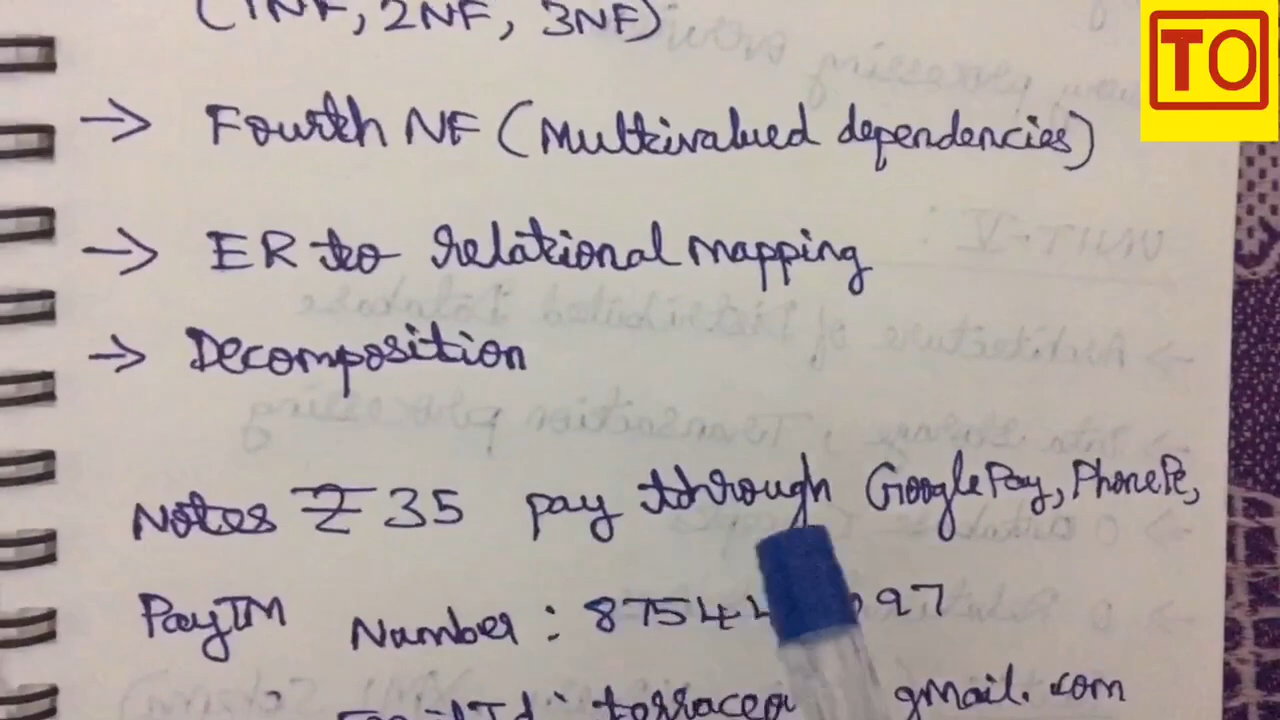 (1NF, 2NF, 3NF)
TO
→ Fourth NF (Multivalued dependencies)
→ ER to relational mapping
→ Decomposition
Notes ₹ 35 pay through GooglePay, PhonePe,
PayTM Number : 87544 97
gmail.com